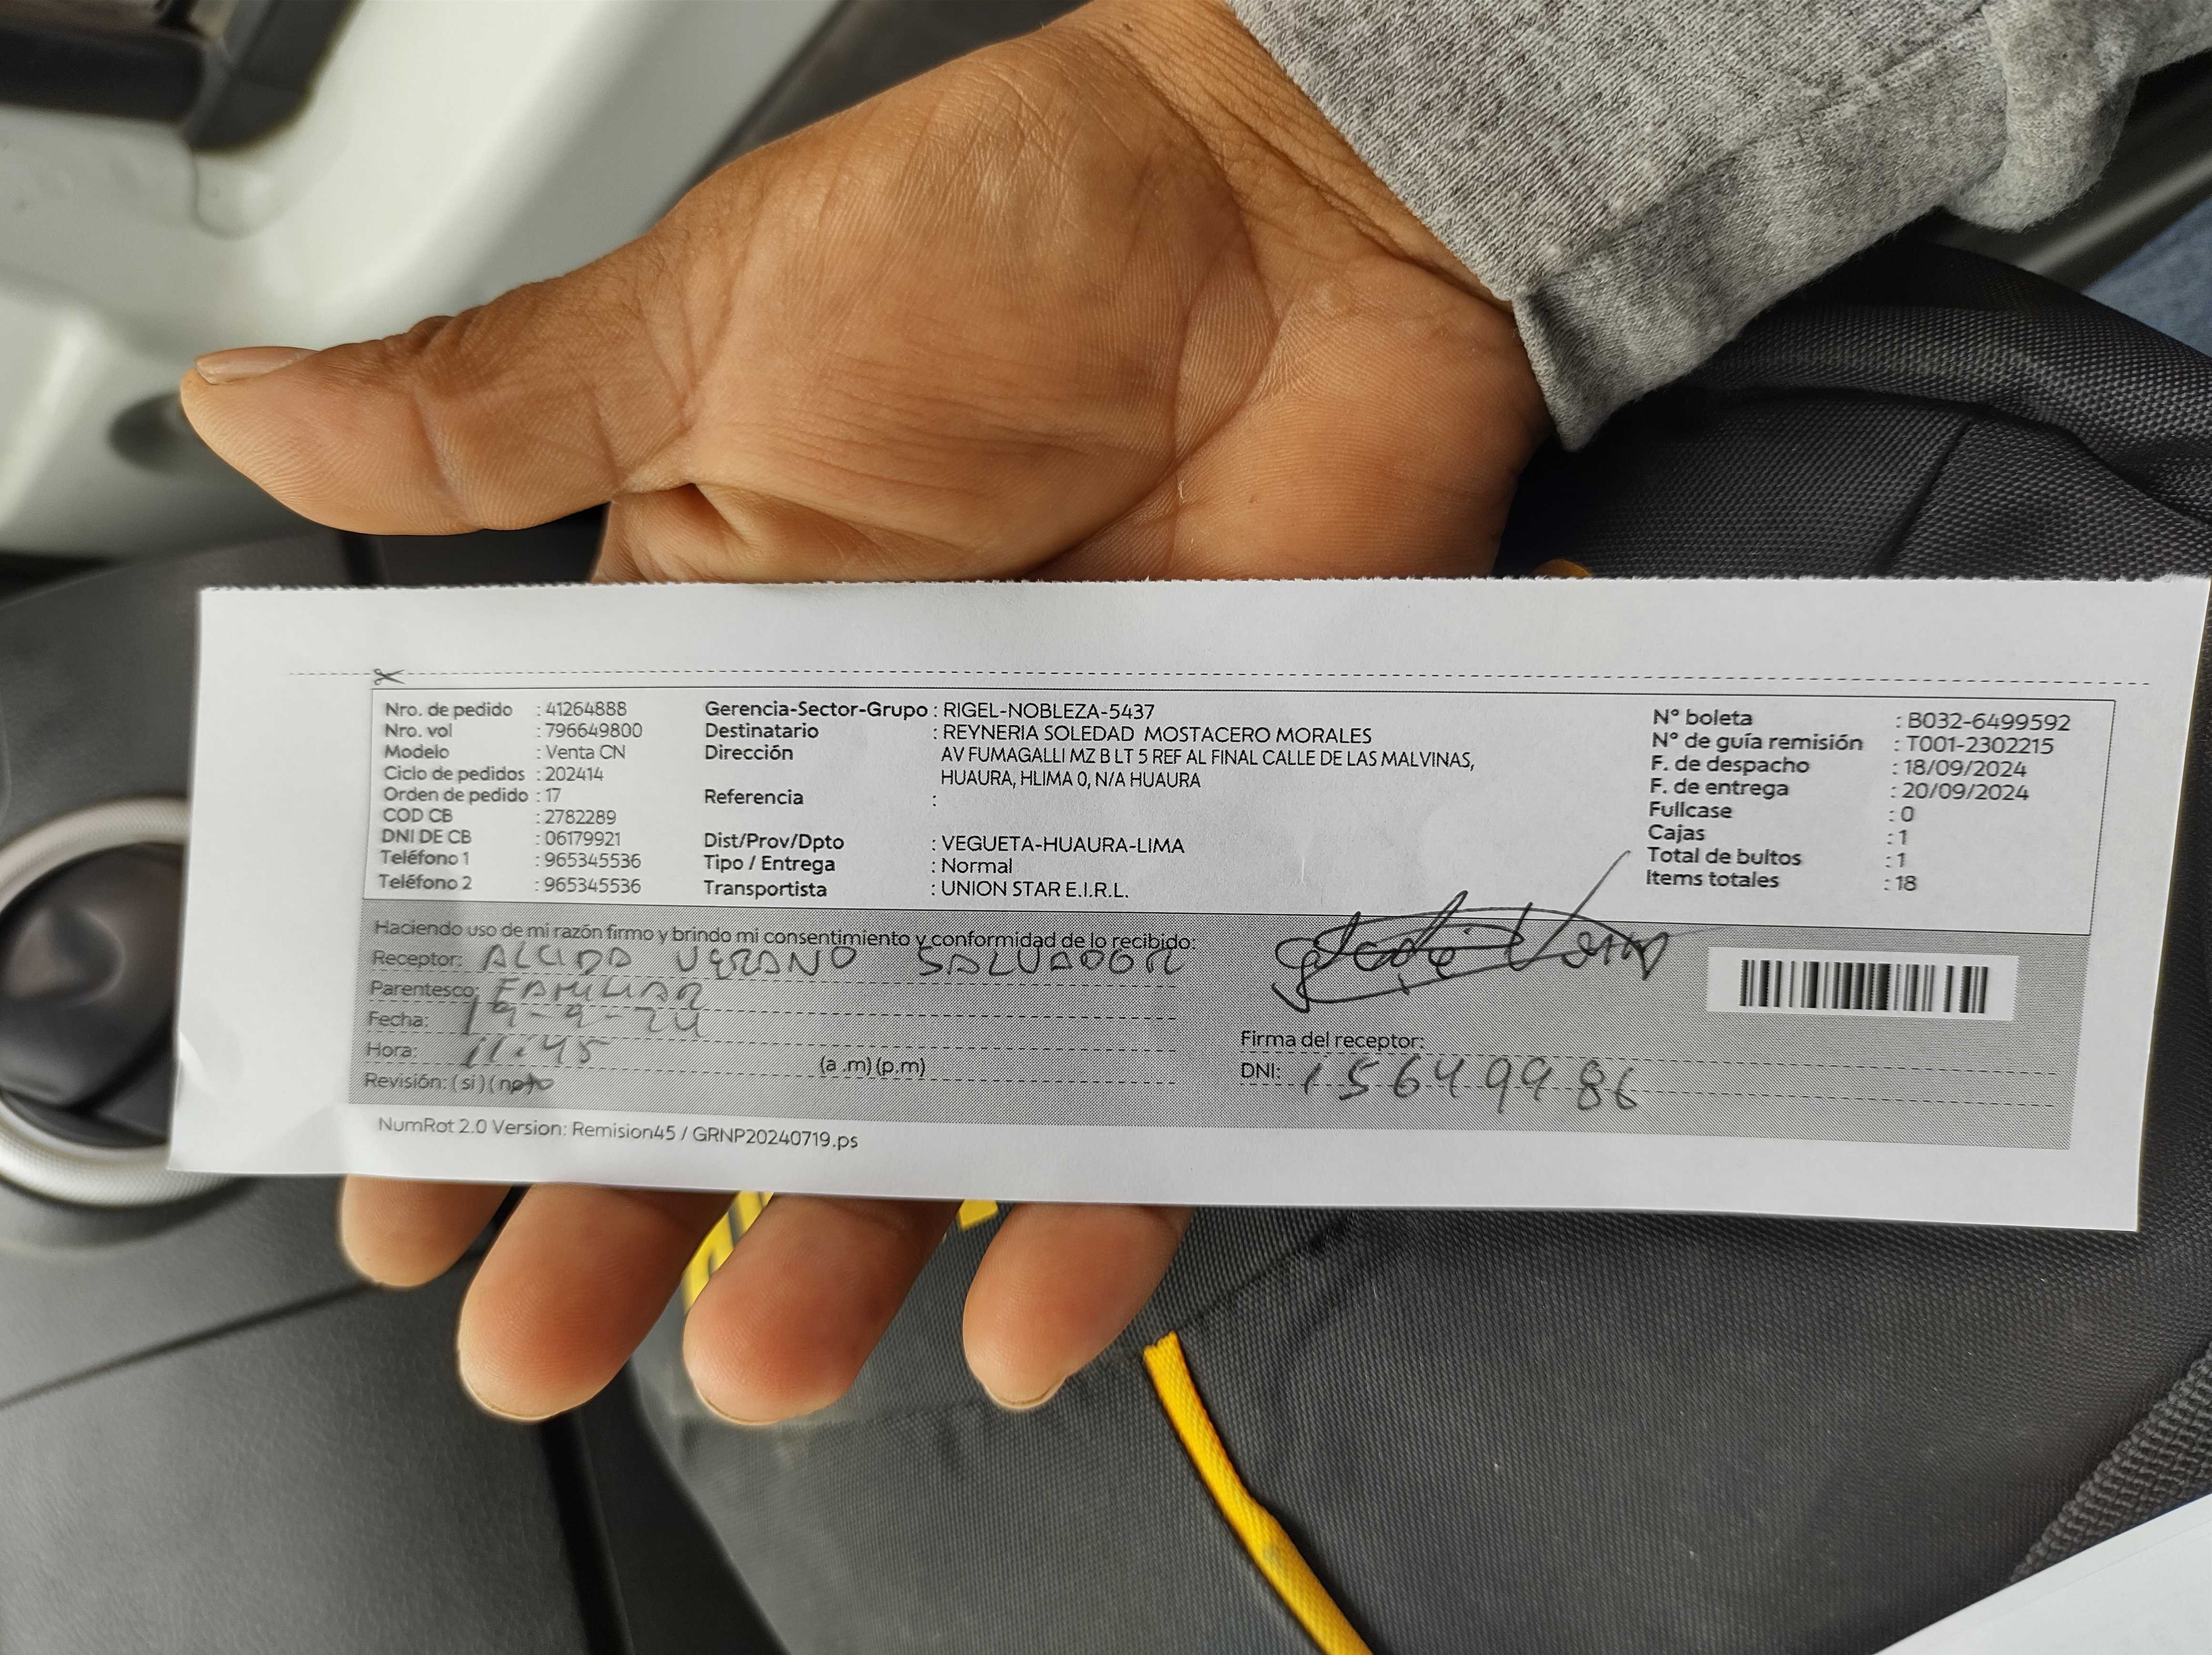 Nro. de pedido : 41264888
Nro. vol : 796649800
Modelo : Venta CN
Ciclo de pedidos : 202414
Orden de pedido : 17
COD CB : 2782289
DNI DE CB : 06179921
Teléfono 1 : 965345536
Teléfono 2 : 965345536
Gerencia-Sector-Grupo : RIGEL-NOBLEZA-5437
Destinatario : REYNERIA SOLEDAD MOSTACERO MORALES
Dirección AV FUMAGALLI MZ B LT 5 REF AL FINAL CALLE DE LAS MALVINAS,
HUAURA, HLIMA 0, N/A HUAURA
Referencia :
Dist/Prov/Dpto : VEGUETA-HUAURA-LIMA
Tipo / Entrega : Normal
Transportista : UNION STAR E.I.R.L.
N° boleta : B032-6499592
N° de guía remisión : T001-2302215
F. de despacho : 18/09/2024
F. de entrega : 20/09/2024
Fullcase : 0
Cajas : 1
Total de bultos : 1
Items totales : 18
Haciendo uso de mi razón firmo y brindo mi consentimiento y conformidad de lo recibido:
Receptor: ALCIDO VERANO SALVADOR
Parentesco: FAMILIAR
Fecha: 19-9-24
Hora: 11:45 (a .m) (p,m)
Revisión: ( si ) (
Firma del receptor:
DNI: 15649986
NumRot 2.0 Version: Remision45 / GRNP20240719.ps